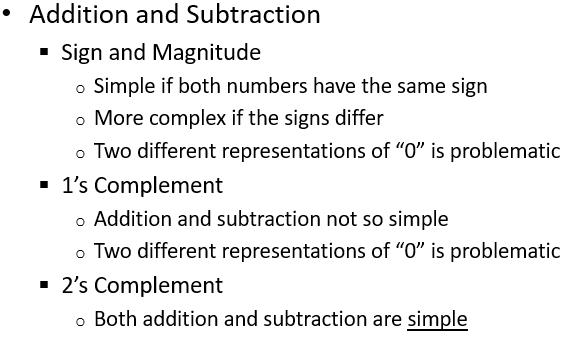 • Addition and Subtraction
▪ Sign and Magnitude
o Simple if both numbers have the same sign
o More complex if the signs differ
o Two different representations of “0” is problematic
▪ 1’s Complement
o Addition and subtraction not so simple
o Two different representations of “0” is problematic
▪ 2’s Complement
o Both addition and subtraction are simple